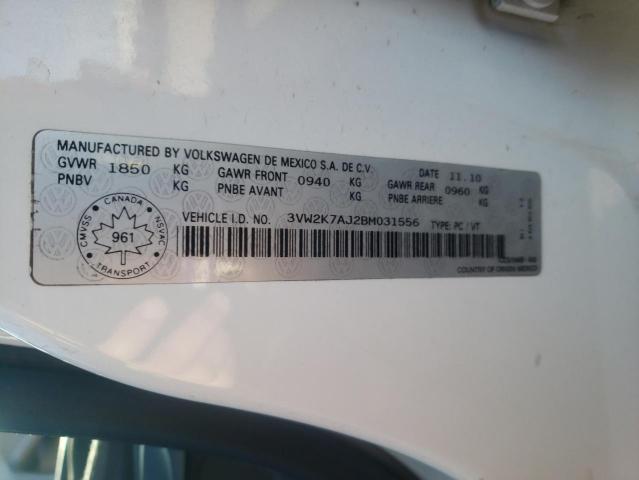 MANUFACTURED BY VOLKSWAGEN DE MEXICO S.A. DE C.V.
GVWR 1850 KG GAWR FRONT 0940 KG GAWR REAR 0960 KG DATE 11.10
PNBV KG PNBE AVANT KG PNBE ARRIERE KG
VEHICLE I.D. NO. 3VW2K7AJ2BM031556 TYPE: PC / VT
CANADA
CMVSS 961 NSVAC
TRANSPORT
COUNTRY OF ORIGIN MEXICO